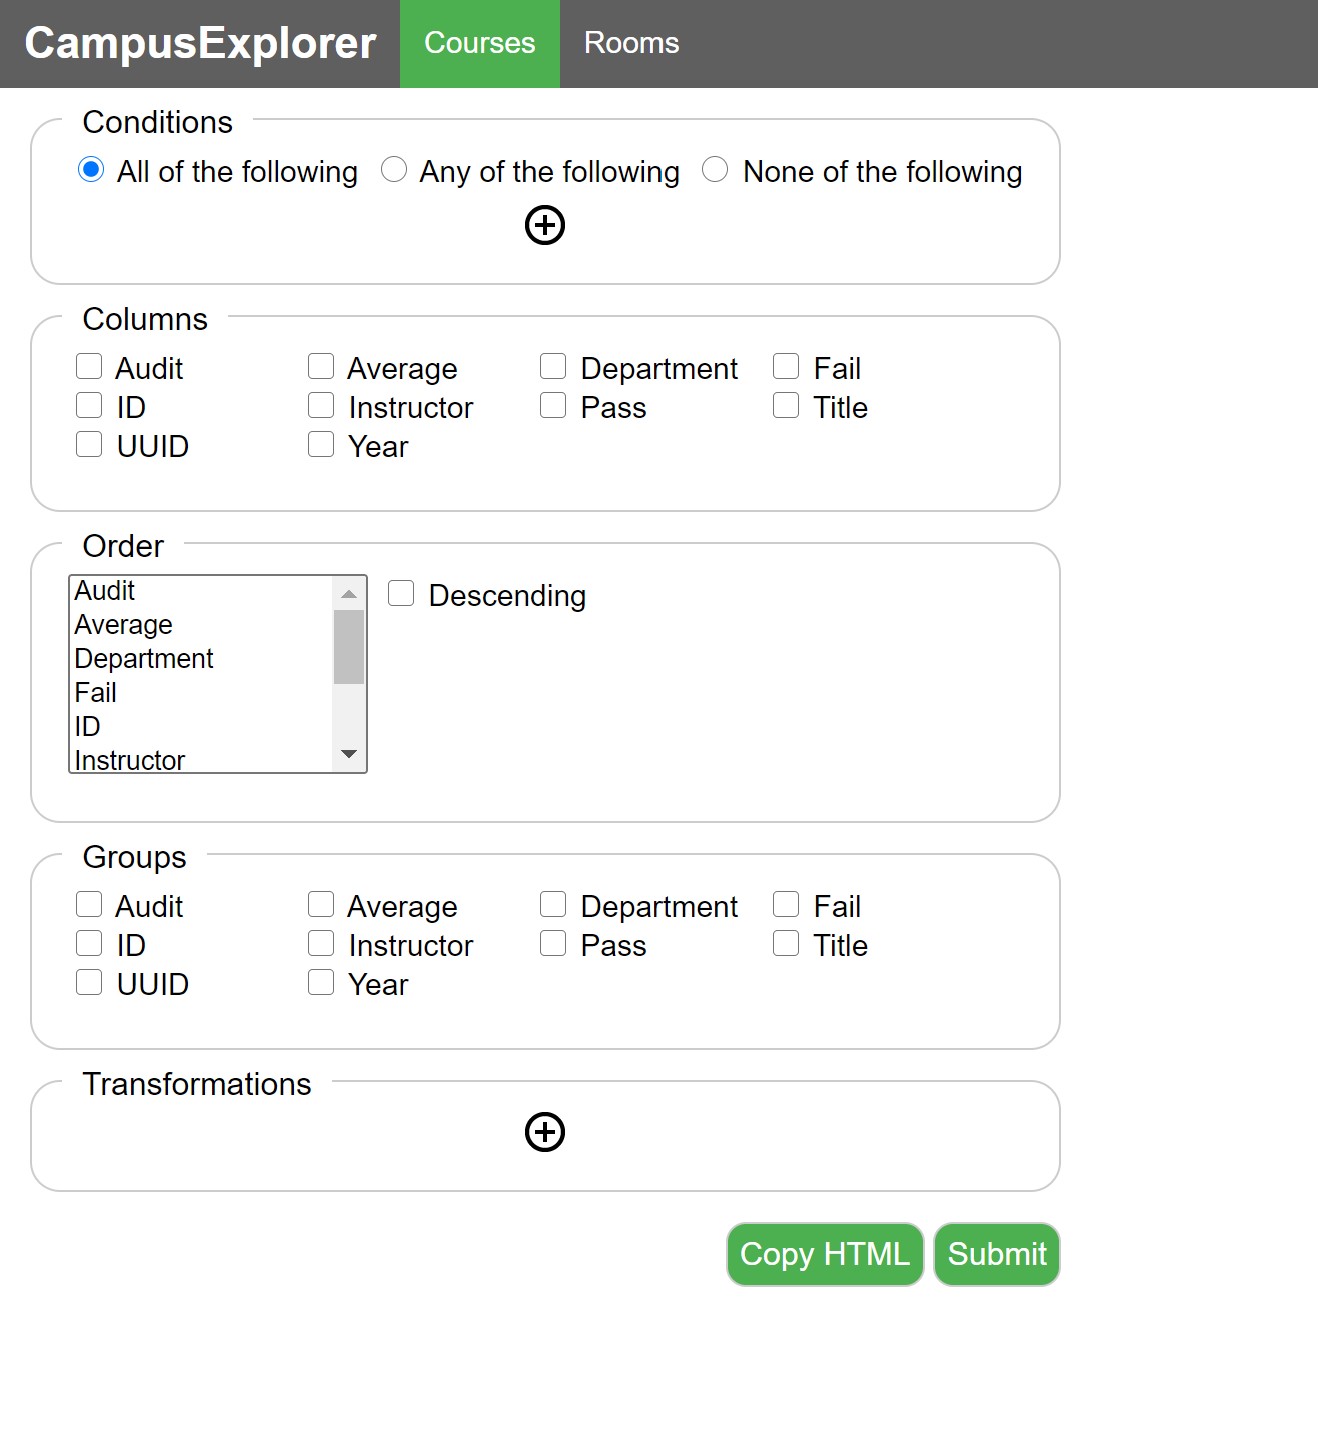 CampusExplorer Courses Rooms
Conditions
All of the following Any of the following None of the following
Columns
Audit Average Department Fail
ID Instructor Pass Title
UUID Year
Order
Audit
Average
Department
Fail
ID
Instructor
Descending
Groups
Audit Average Department Fail
ID Instructor Pass Title
UUID Year
Transformations
Copy HTML Submit